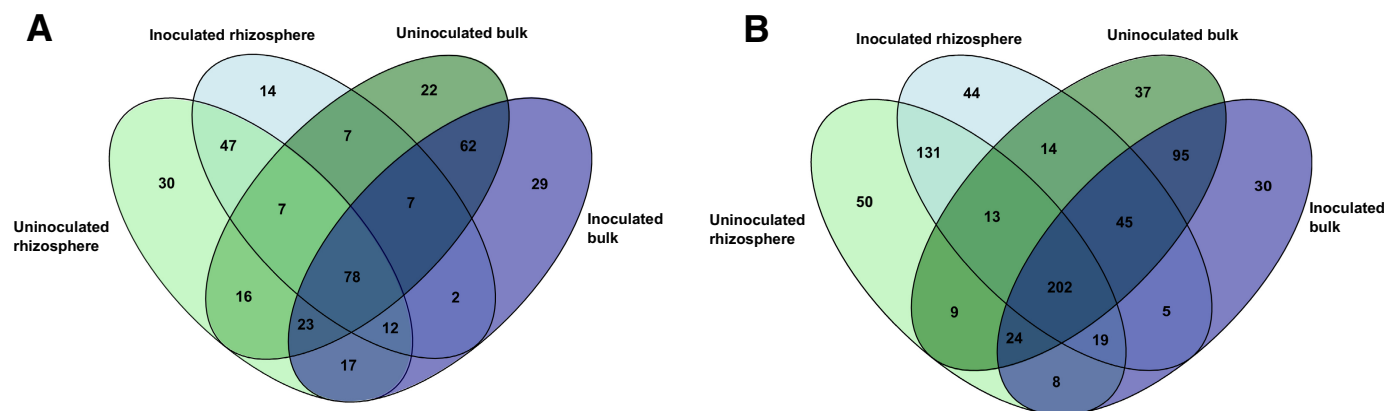 A
Inoculated rhizosphere
Uninoculated bulk
14
22
7
47
62
30
29
7
7
Uninoculated
rhizosphere
Inoculated
bulk
78
16
2
23
12
17
B
Inoculated rhizosphere
Uninoculated bulk
44
37
131
14
95
50
30
13
45
Uninoculated
rhizosphere
Inoculated
bulk
202
9
5
24
19
8